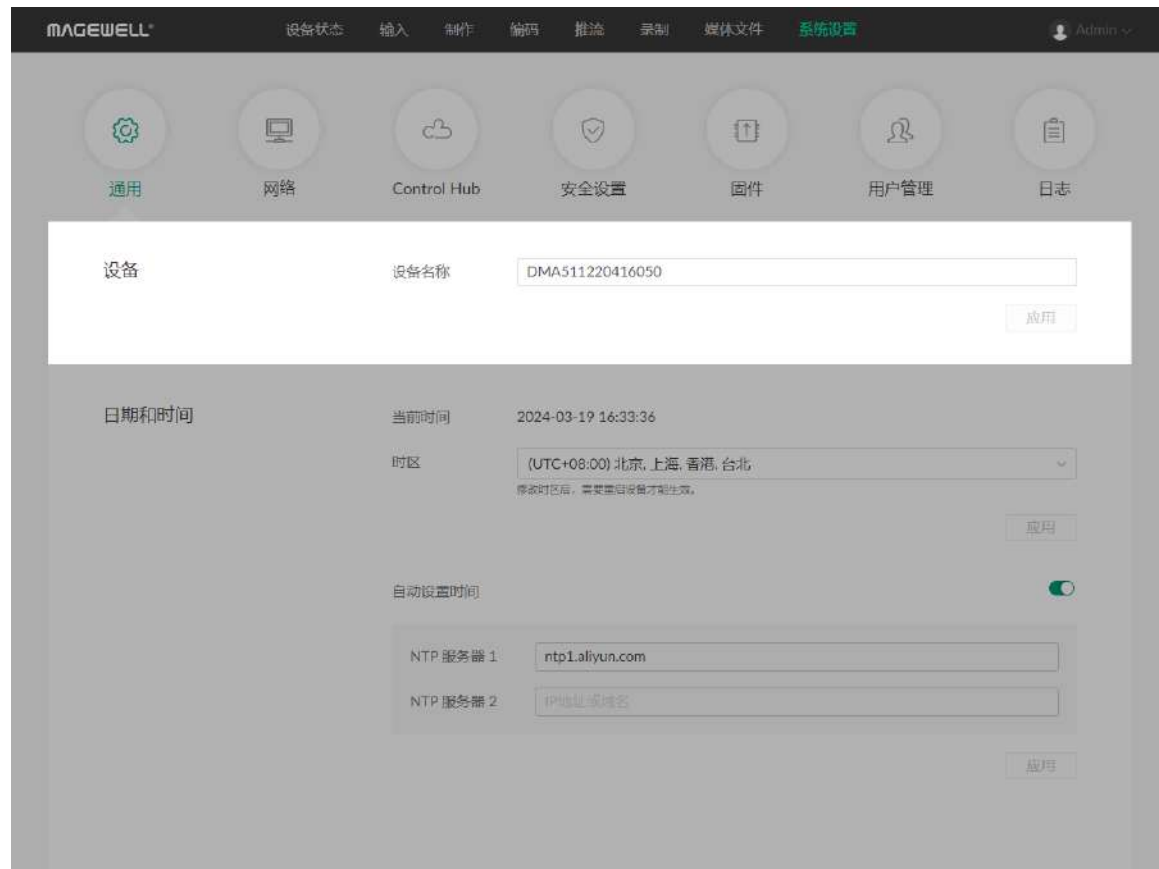 MAGEWELL®
设备状态 输入 制作 编码 推流 录制 媒体文件 系统设置 Admin
通用 网络 Control Hub 安全设置 固件 用户管理 日志
设备
设备名称 DMA511220416050
应用
日期和时间
当前时间 2024-03-19 16:33:36
时区 (UTC+08:00) 北京, 上海, 香港, 台北
修改时区后，需要重启设备才能生效。
应用
自动设置时间
NTP 服务器 1 ntp1.aliyun.com
NTP 服务器 2 IP地址或域名
应用